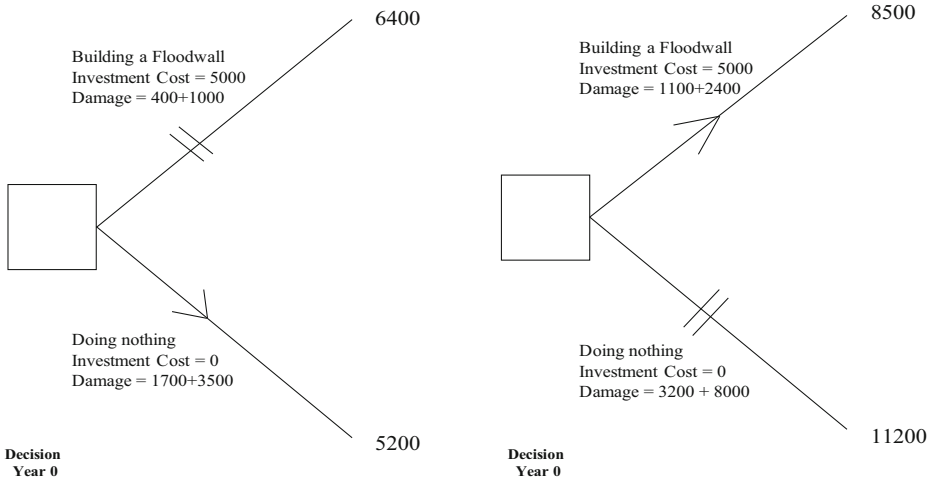 6400
Building a Floodwall
Investment Cost = 5000
Damage = 400+1000
Doing nothing
Investment Cost = 0
Damage = 1700+3500
5200
Decision
Year 0
8500
Building a Floodwall
Investment Cost = 5000
Damage = 1100+2400
Doing nothing
Investment Cost = 0
Damage = 3200 + 8000
11200
Decision
Year 0